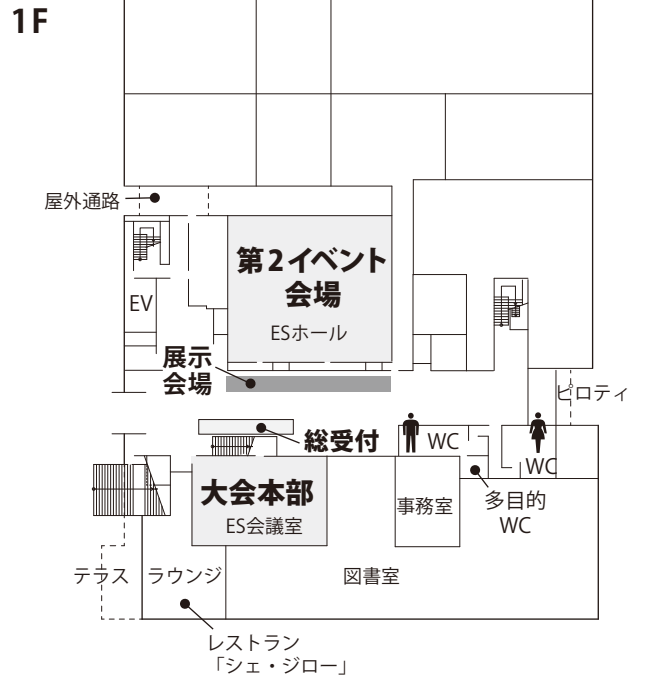 1F
屋外通路
第2イベント
会場
ESホール
EV
展示
会場
ピロティ
総受付
WC
WC
大会本部
ES会議室
事務室
多目的
WC
テラス
ラウンジ
図書室
レストラン
「シェ・ジロー」